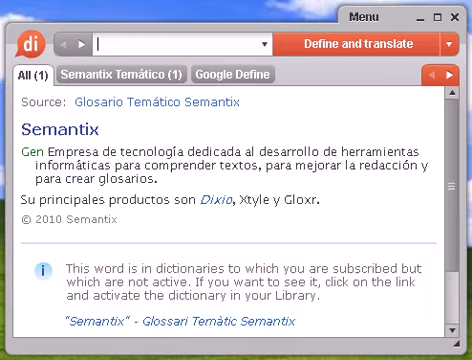 Menu
di
Define and translate
All (1) Semantix Temático (1) Google Define
Source: Glosario Temático Semantix
Semantix
Gen Empresa de tecnología dedicada al desarrollo de herramientas
informáticas para comprender textos, para mejorar la redacción y
para crear glosarios.
Su principales producos son Dixio, Xtyle y Gloxr.
© 2010 Semantix
i
This word is in dictionaries to which you are subscribed but
which are not active. If you want to see it, click on the link
and activate the dictionary in your Library.
"Semantix" - Glossari Temàtic Semantix